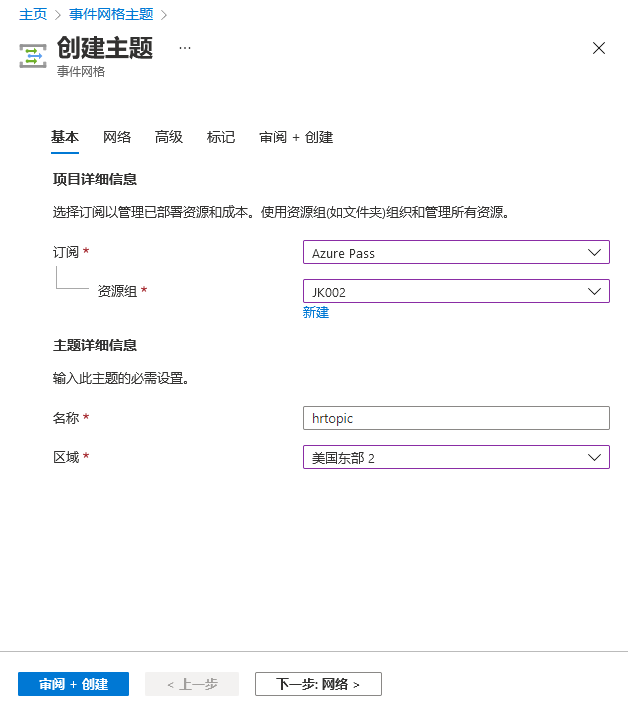 主页 > 事件网格主题 >
创建主题 ...
事件网格
基本 网络 高级 标记 审阅 + 创建
项目详细信息
选择订阅以管理已部署资源和成本。使用资源组(如文件夹)组织和管理所有资源。
订阅 * Azure Pass
资源组 * JK002
新建
主题详细信息
输入此主题的必需设置。
名称 * hrtopic
区域 * 美国东部 2
审阅 + 创建 < 上一步 下一步: 网络 >